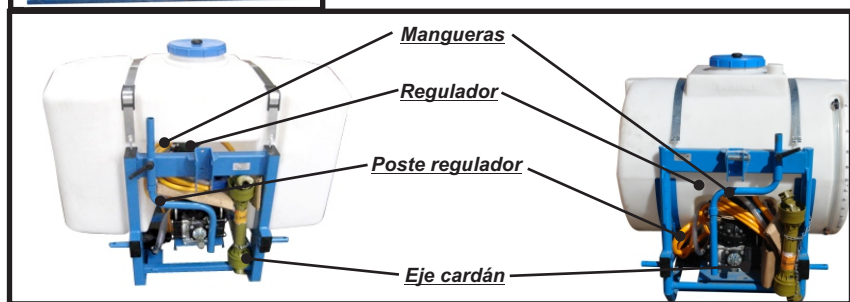 Mangueras
Regulador
Poste regulador
Eje cardán